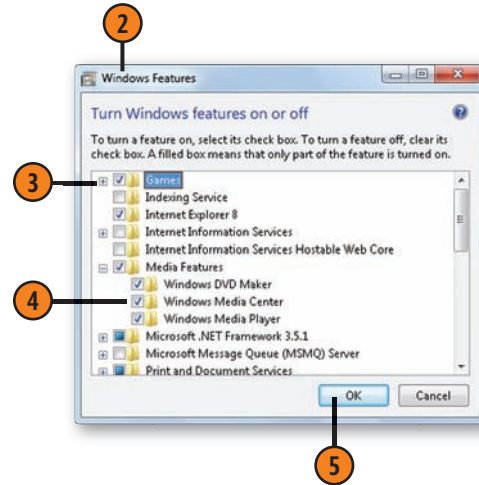 2
Windows Features
Turn Windows features on or off
To turn a feature on, select its check box. To turn a feature off, clear its
check box. A filled box means that only part of the feature is turned on.
3
Games
Indexing Service
Internet Explorer 8
Internet Information Services
Internet Information Services Hostable Web Core
Media Features
Windows DVD Maker
4
Windows Media Center
Windows Media Player
Microsoft .NET Framework 3.5.1
Microsoft Message Queue (MSMQ) Server
Print and Document Services
OK
Cancel
5